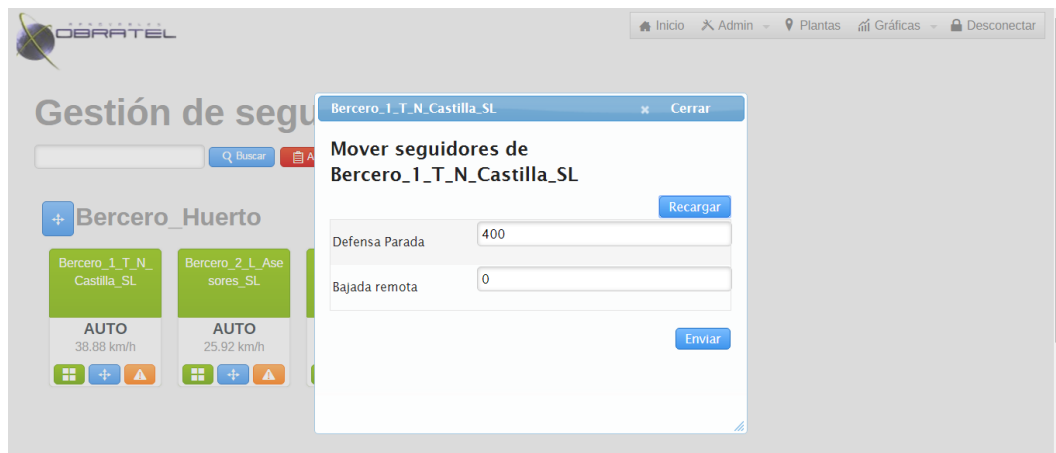 RENOVABLES
OBRATEL
Inicio Admin Plantas Gráficas Desconectar
Gestión de segu
Buscar A
Bercero_Huerto
Bercero_1_T_N_
Castilla_SL
AUTO
38.88 km/h
Bercero_2_L_Ase
sores_SL
AUTO
25.92 km/h
Bercero_1_T_N_Castilla_SL Cerrar
Mover seguidores de
Bercero_1_T_N_Castilla_SL
Recargar
Defensa Parada 400
Bajada remota 0
Enviar